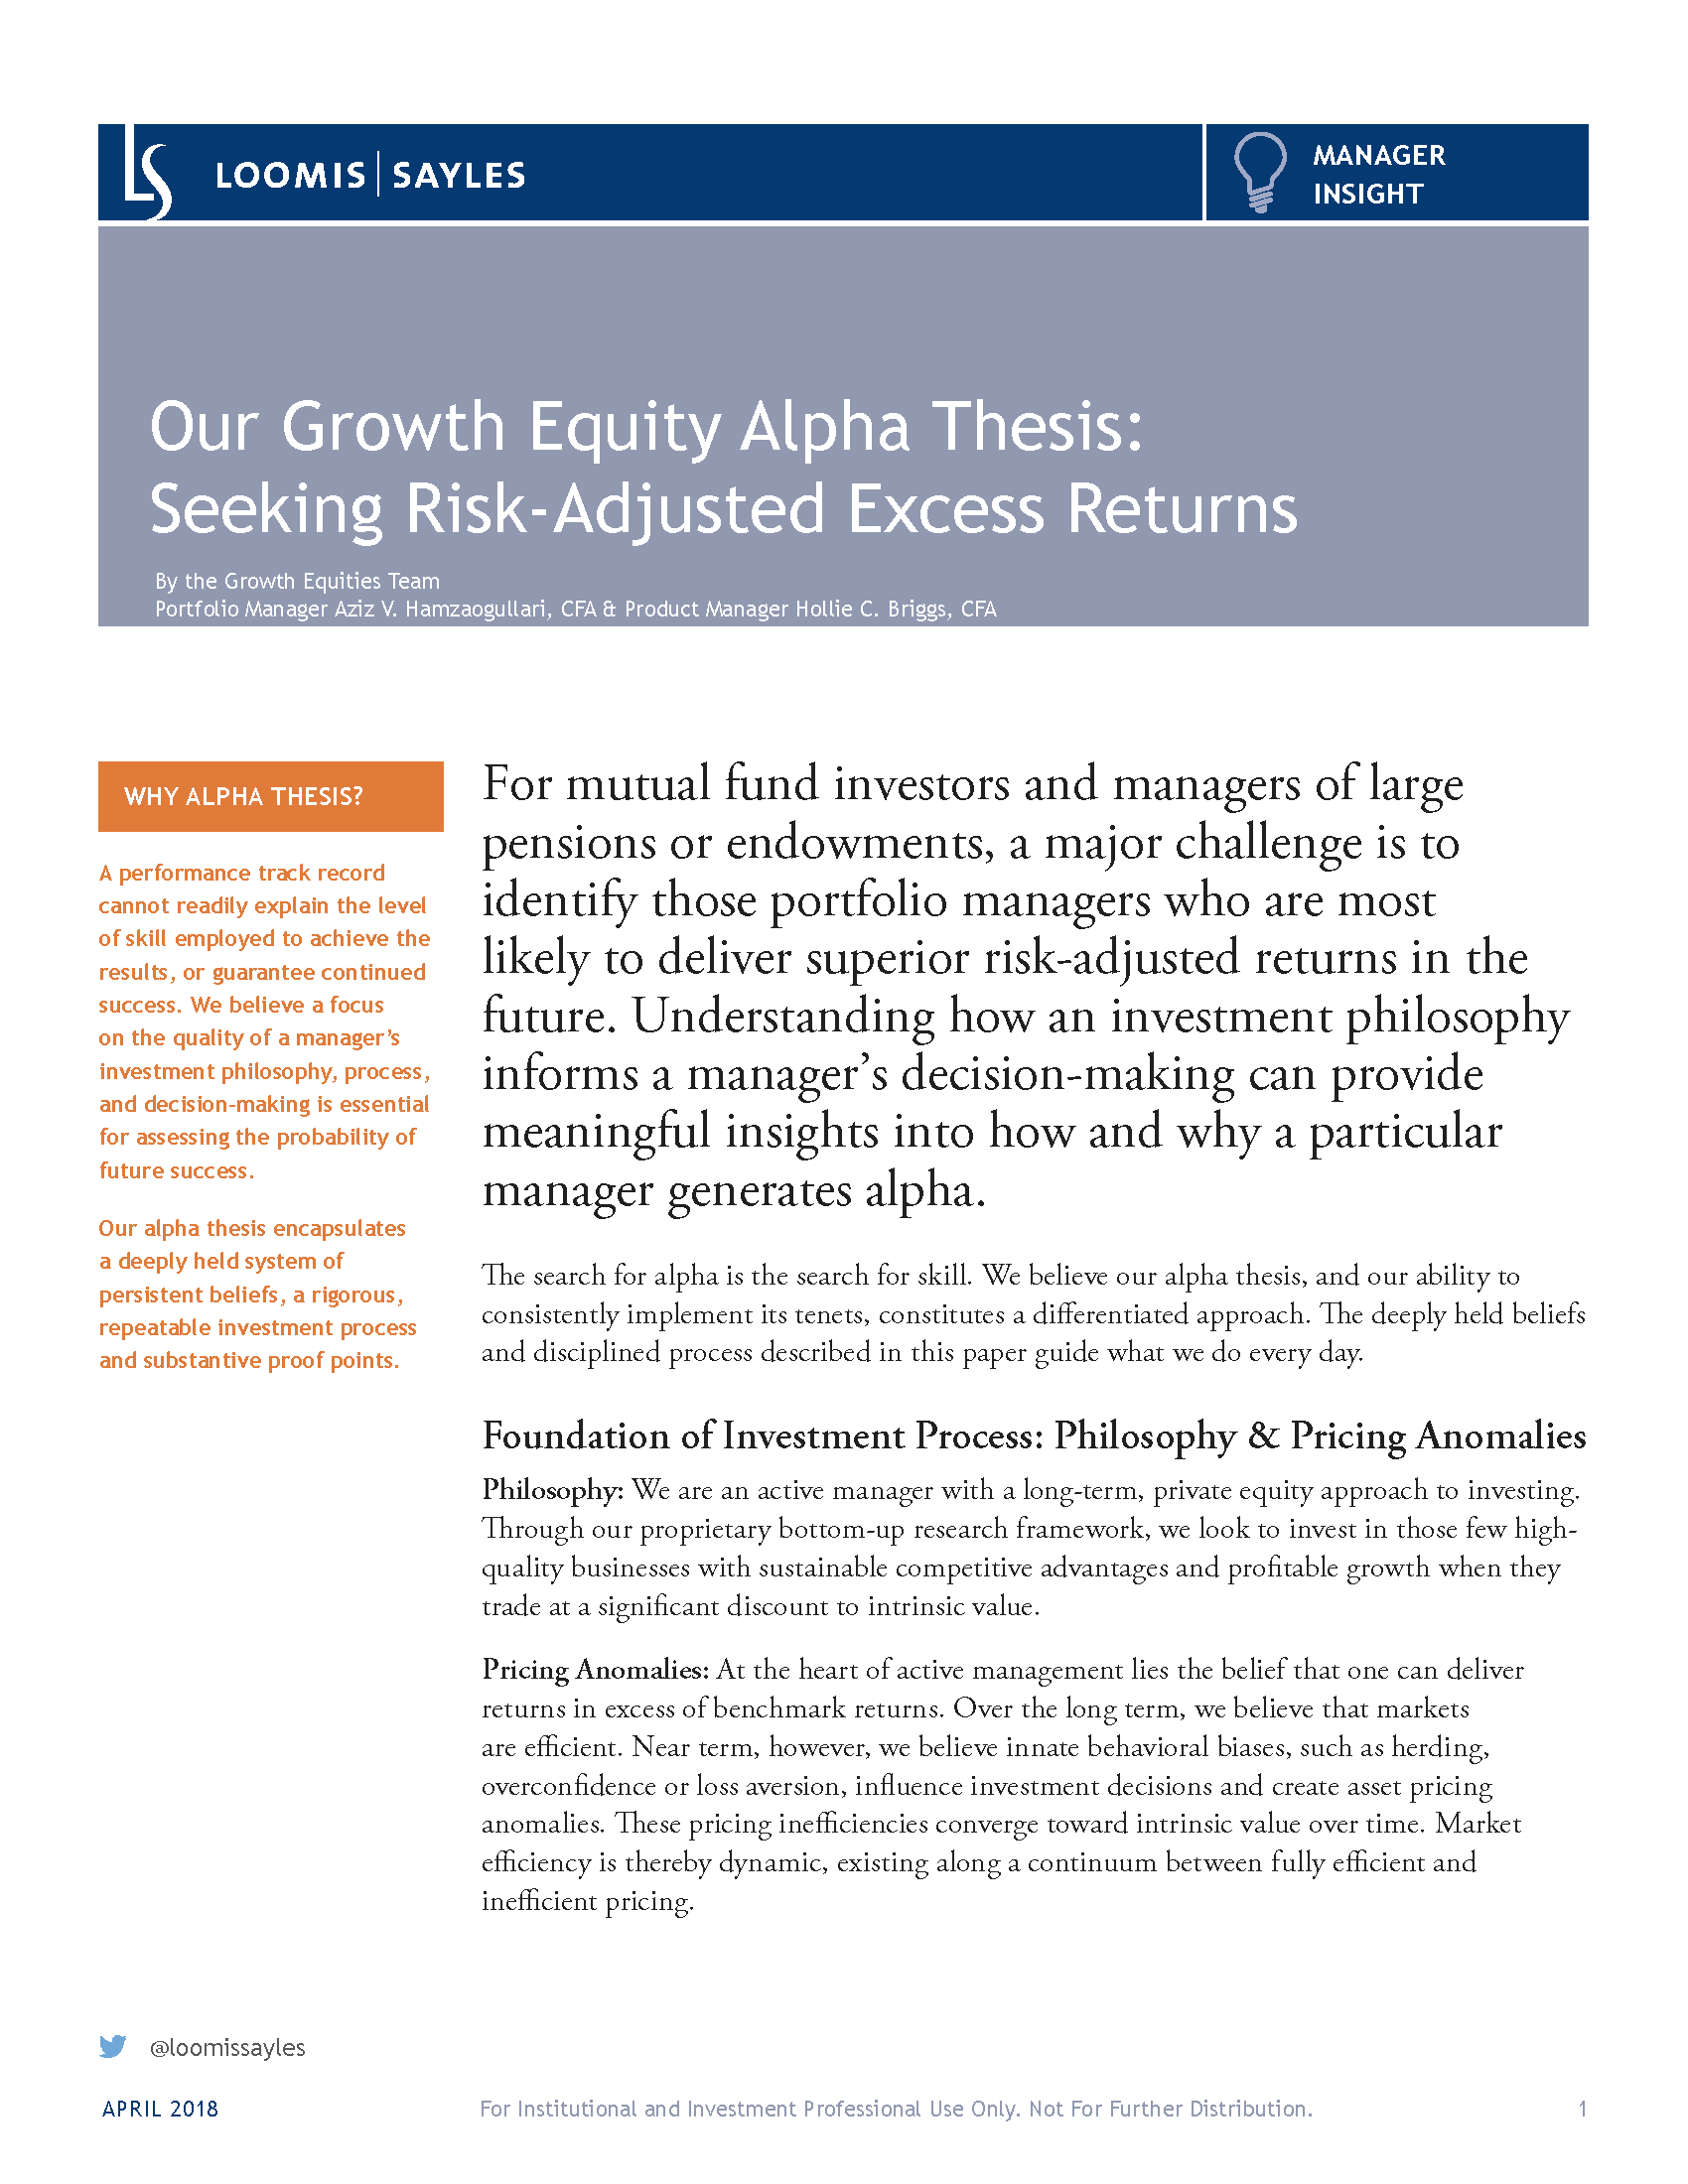 LS LOOMIS | SAYLES
MANAGER
INSIGHT
Our Growth Equity Alpha Thesis:
Seeking Risk-Adjusted Excess Returns
By the Growth Equities Team
Portfolio Manager Aziz V. Hamzaogullari, CFA & Product Manager Hollie C. Briggs, CFA
WHY ALPHA THESIS?
A performance track record
cannot readily explain the level
of skill employed to achieve the
results, or guarantee continued
success. We believe a focus
on the quality of a manager’s
investment philosophy, process,
and decision-making is essential
for assessing the probability of
future success.
Our alpha thesis encapsulates
a deeply held system of
persistent beliefs, a rigorous,
repeatable investment process
and substantive proof points.
For mutual fund investors and managers of large
pensions or endowments, a major challenge is to
identify those portfolio managers who are most
likely to deliver superior risk-adjusted returns in the
future. Understanding how an investment philosophy
informs a manager’s decision-making can provide
meaningful insights into how and why a particular
manager generates alpha.
The search for alpha is the search for skill. We believe our alpha thesis, and our ability to
consistently implement its tenets, constitutes a differentiated approach. The deeply held beliefs
and disciplined process described in this paper guide what we do every day.
Foundation of Investment Process: Philosophy & Pricing Anomalies
Philosophy: We are an active manager with a long-term, private equity approach to investing.
Through our proprietary bottom-up research framework, we look to invest in those few high-
quality businesses with sustainable competitive advantages and profitable growth when they
trade at a significant discount to intrinsic value.
Pricing Anomalies: At the heart of active management lies the belief that one can deliver
returns in excess of benchmark returns. Over the long term, we believe that markets
are efficient. Near term, however, we believe innate behavioral biases, such as herding,
overconfidence or loss aversion, influence investment decisions and create asset pricing
anomalies. These pricing inefficiencies converge toward intrinsic value over time. Market
efficiency is thereby dynamic, existing along a continuum between fully efficient and
inefficient pricing.
@loomissayles
APRIL 2018
For Institutional and Investment Professional Use Only. Not For Further Distribution.
1